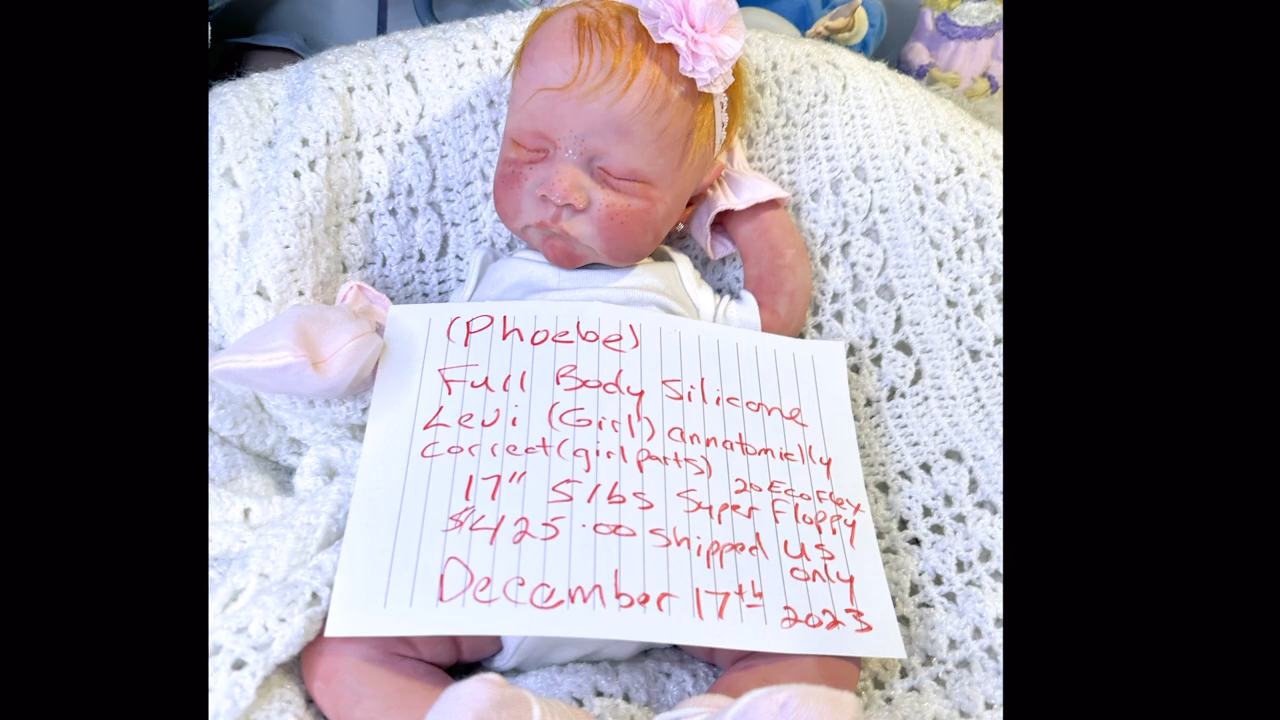 (Phoebe)
Full Body Silicone
Levi (Girl) annatomially
correct (girl parts)
17" 5lbs Super Floppy 20 EcoFlex
$425.00 shipped US only
December 17th 2023